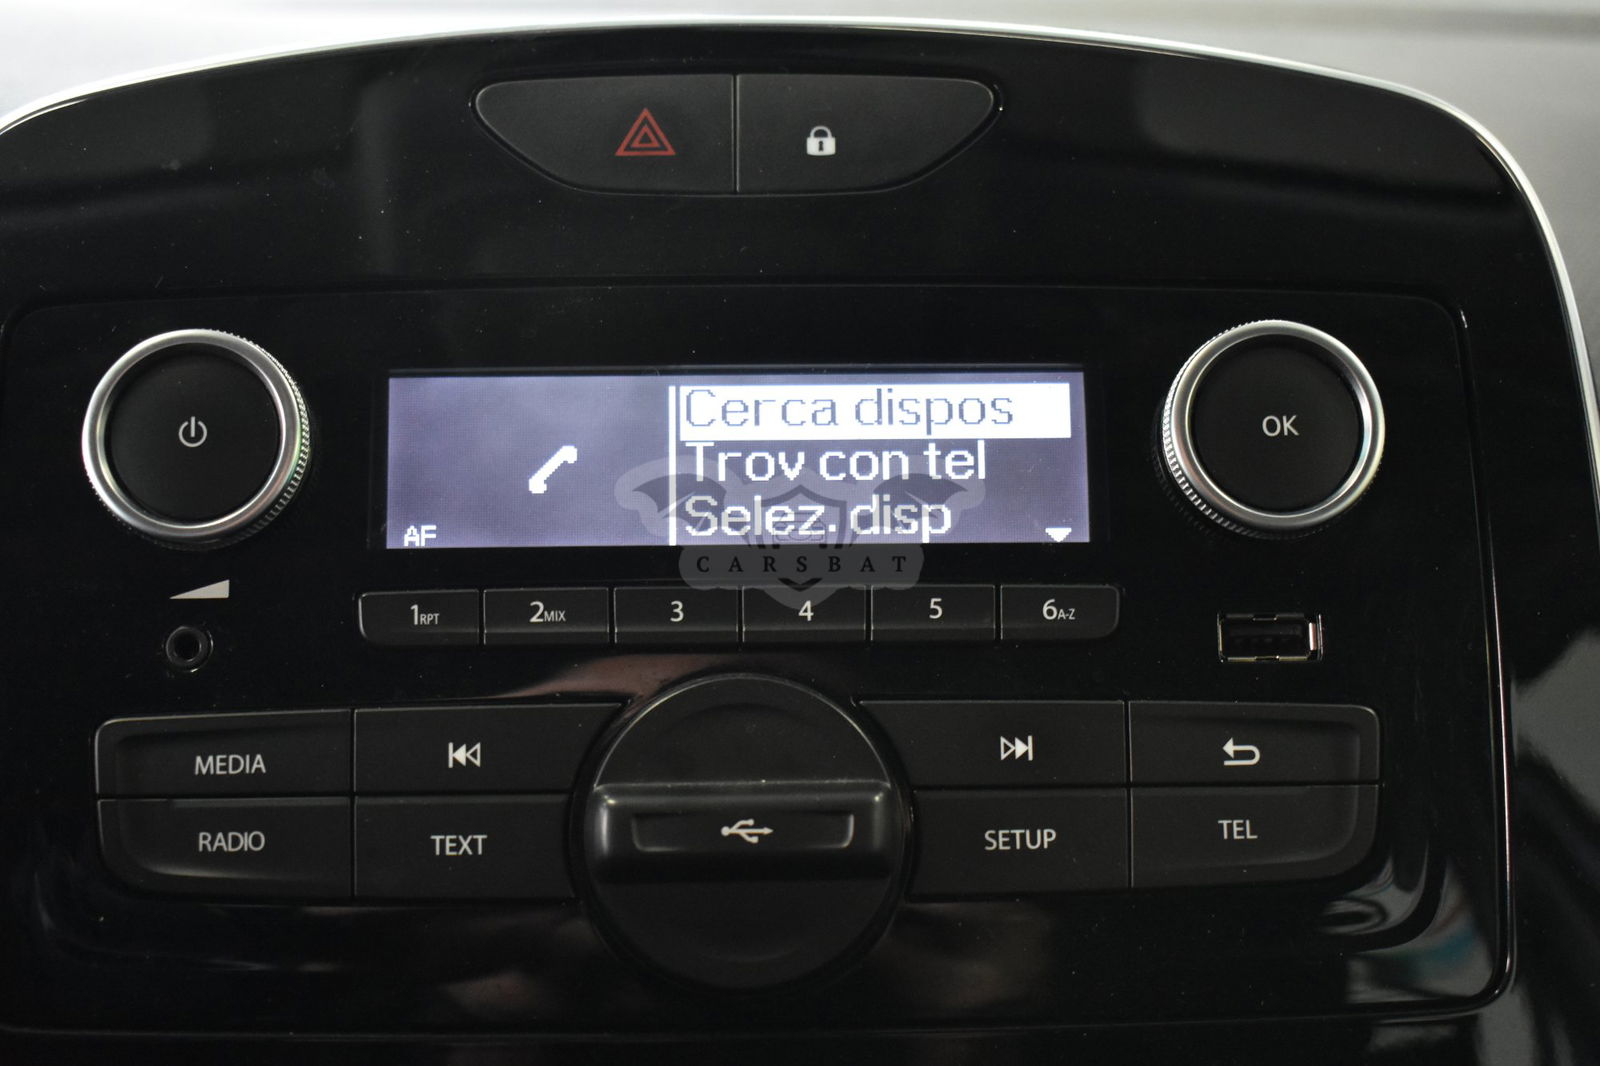 Cerca dispos
Trov con tel
Selez. disp
AF
CARSBAT
OK
1RPT
2MIX
3
4
5
6A-Z
MEDIA
RADIO
TEXT
SETUP
TEL